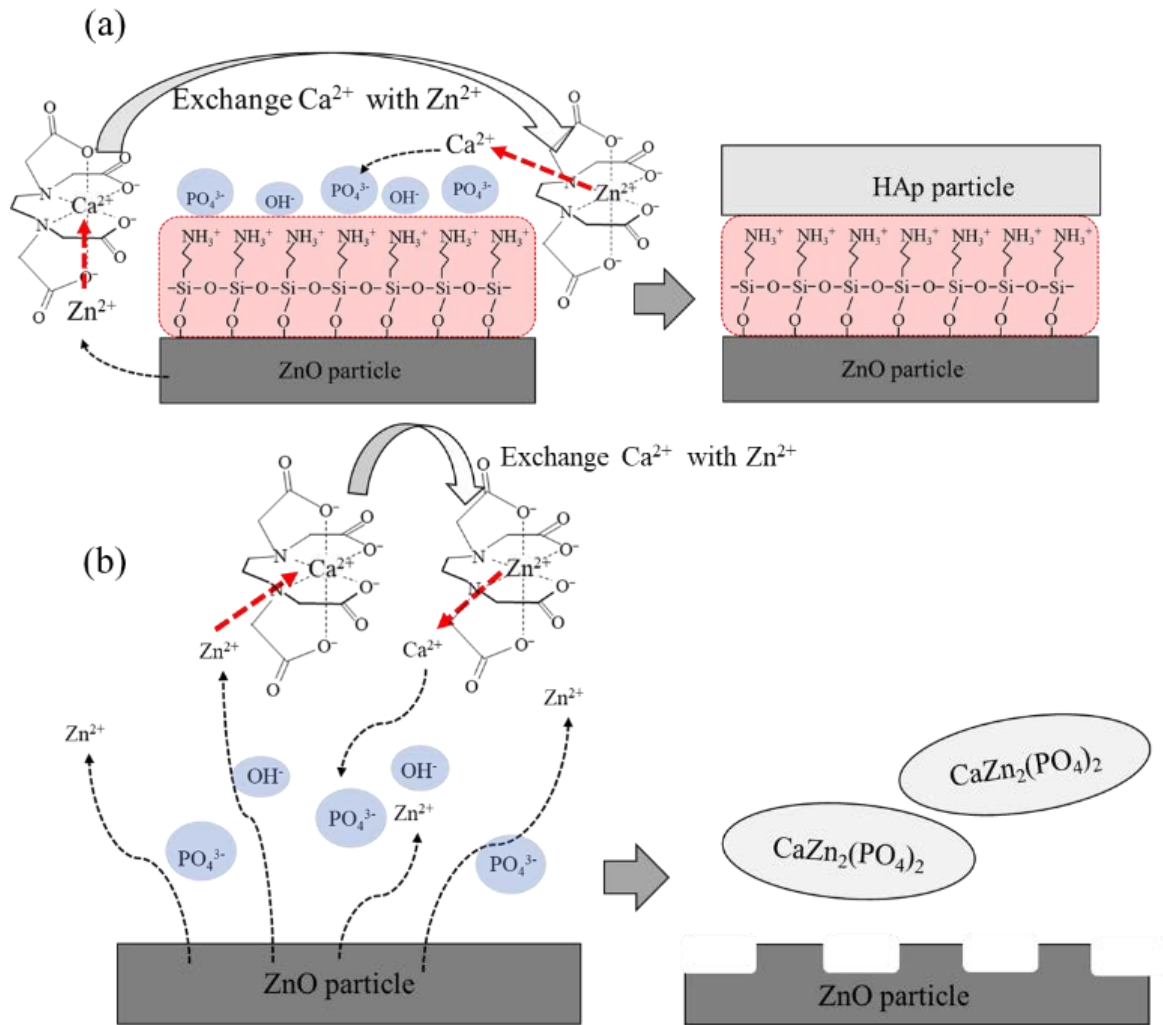 (a)
Exchange Ca²⁺ with Zn²⁺
O
O⁻
O
O⁻
N
N
Ca²⁺
O⁻
O
O⁻
O
Zn²⁺
PO₄³⁻ OH⁻ PO₄³⁻ OH⁻ PO₄³⁻
Ca²⁺
O
O⁻
O
O⁻
N
N
Zn²⁺
O⁻
O
O⁻
O
NH₃⁺ NH₃⁺ NH₃⁺ NH₃⁺ NH₃⁺ NH₃⁺ NH₃⁺
–Si–O–Si–O–Si–O–Si–O–Si–O–Si–O–Si–
O O O O O O O
ZnO particle
HAp particle
NH₃⁺ NH₃⁺ NH₃⁺ NH₃⁺ NH₃⁺ NH₃⁺ NH₃⁺
–Si–O–Si–O–Si–O–Si–O–Si–O–Si–O–Si–
O O O O O O O
ZnO particle
(b)
Exchange Ca²⁺ with Zn²⁺
O
O⁻
O
O⁻
N
N
Ca²⁺
O⁻
O
O⁻
O
O
O⁻
O
O⁻
N
N
Zn²⁺
O⁻
O
O⁻
O
Zn²⁺
Ca²⁺
Zn²⁺
Zn²⁺
OH⁻
OH⁻
PO₄³⁻
PO₄³⁻
Zn²⁺
PO₄³⁻
ZnO particle
CaZn₂(PO₄)₂
CaZn₂(PO₄)₂
ZnO particle